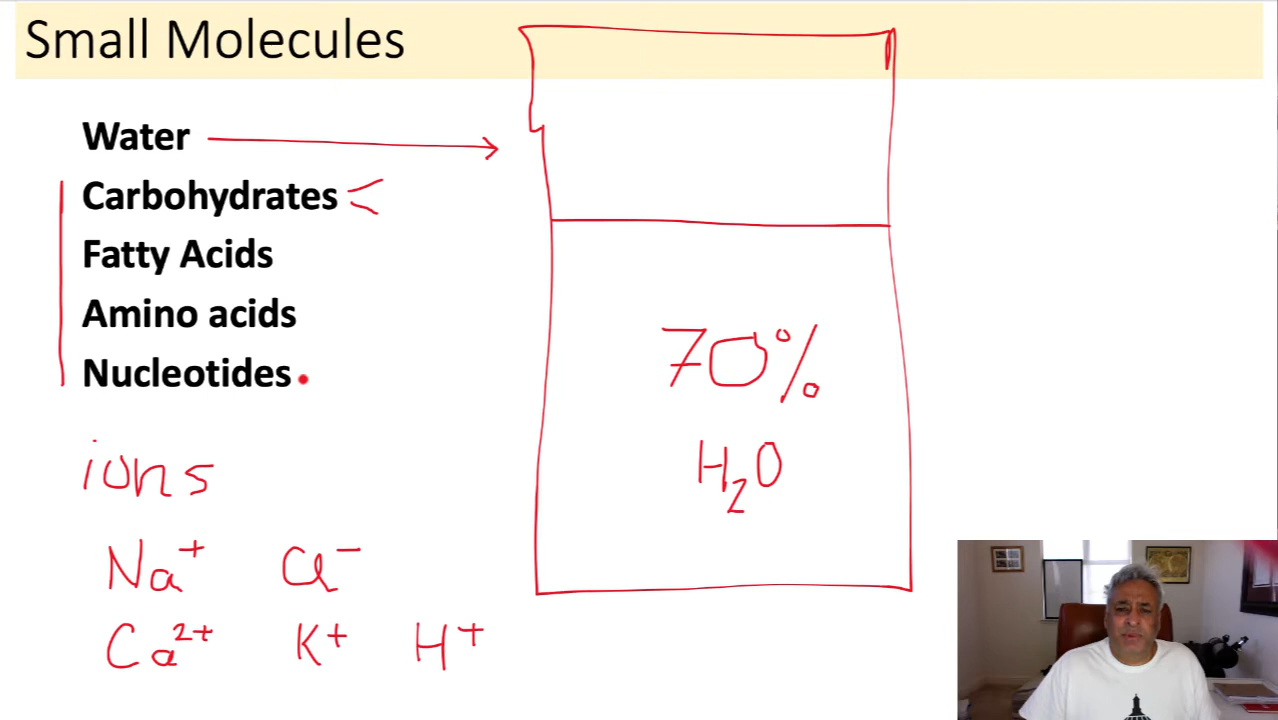 Small Molecules
Water
Carbohydrates
Fatty Acids
Amino acids
Nucleotides
ions
Na⁺ Cl⁻
Ca²⁺ K⁺ H⁺
70%
H₂O